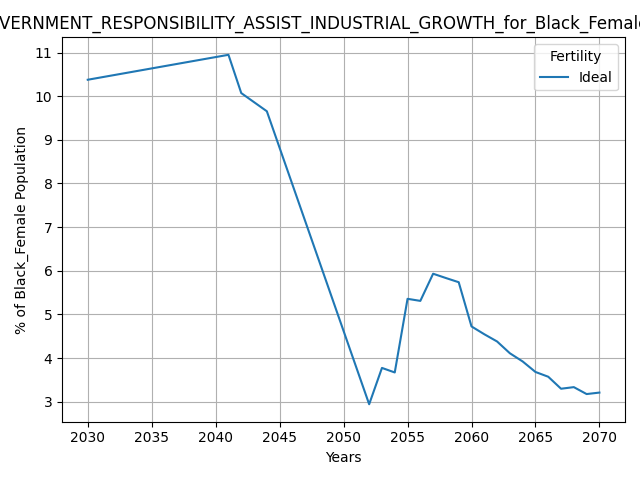 VERNMENT_RESPONSIBILITY_ASSIST_INDUSTRIAL_GROWTH_for_Black_Female
11
10
9
8
7
6
5
4
3
% of Black_Female Population
Fertility
Ideal
2030 2035 2040 2045 2050 2055 2060 2065 2070
Years